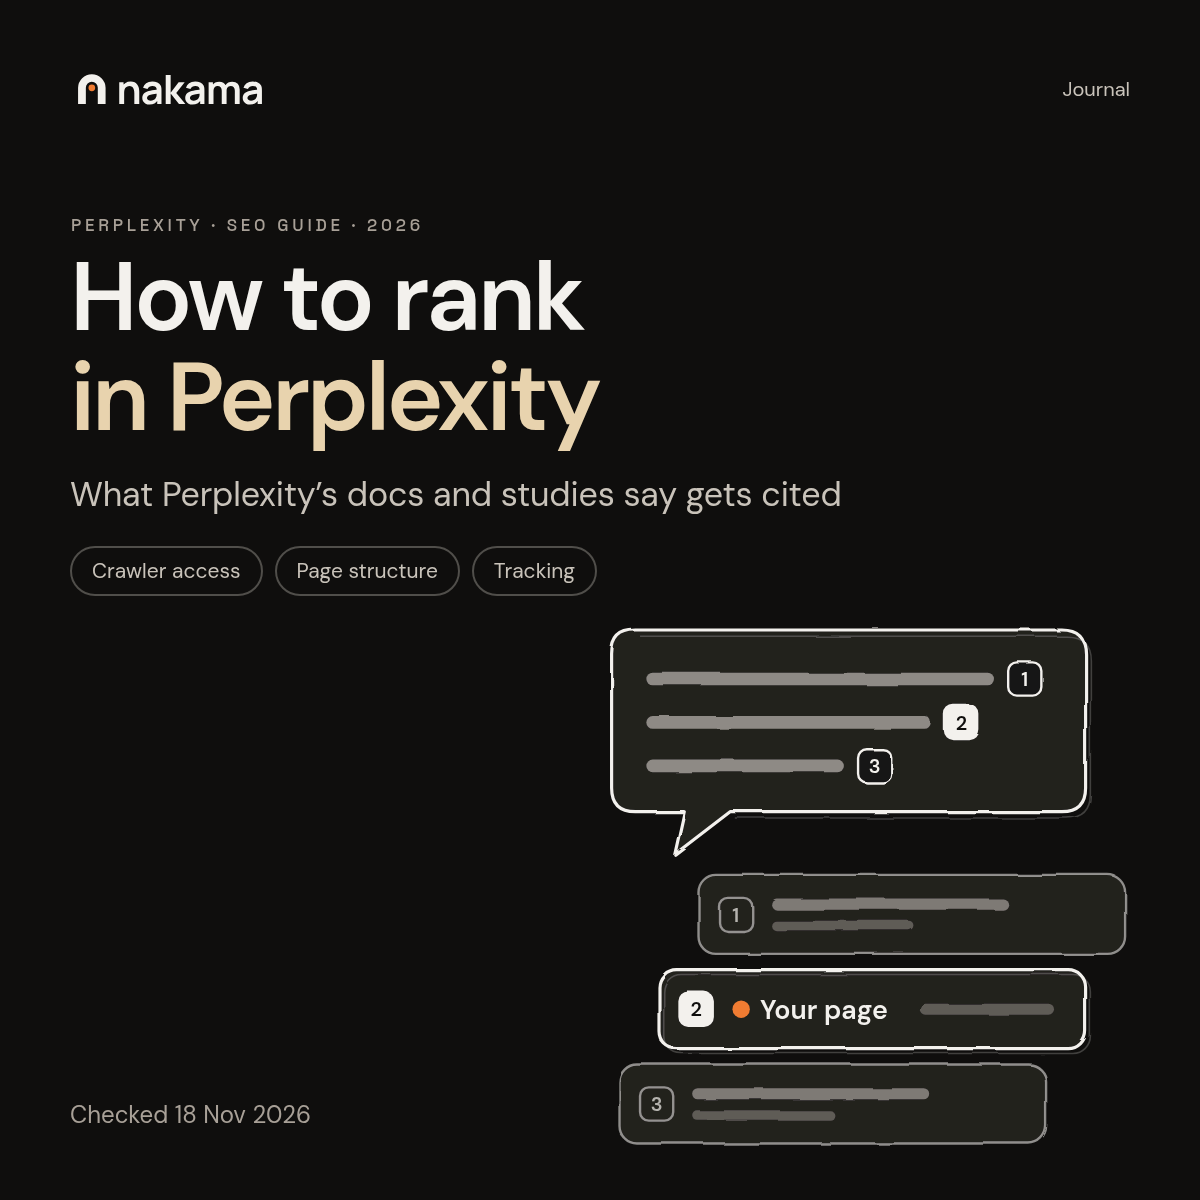 nakama
Journal
PERPLEXITY · SEO GUIDE · 2026
How to rank
in Perplexity
What Perplexity’s docs and studies say gets cited
Crawler access
Page structure
Tracking
1
2
3
1
2 Your page
3
Checked 18 Nov 2026